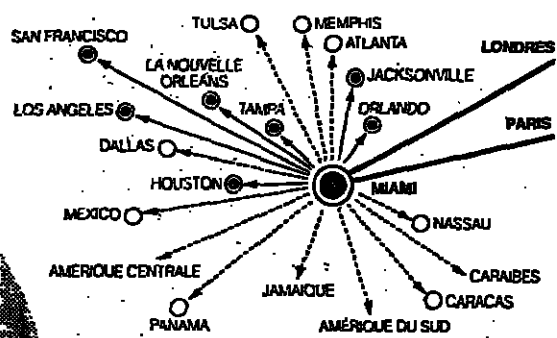 TULSA
MEMPHIS
SAN FRANCISCO
ATLANTA
LONDRES
LA NOUVELLE
ORLÉANS
JACKSONVILLE
LOS ANGELES
TAMPA
ORLANDO
PARIS
DALLAS
HOUSTON
MIAMI
MEXICO
NASSAU
AMÉRIQUE CENTRALE
CARAIBES
JAMAIQUE
CARACAS
PANAMA
AMÉRIQUE DU SUD